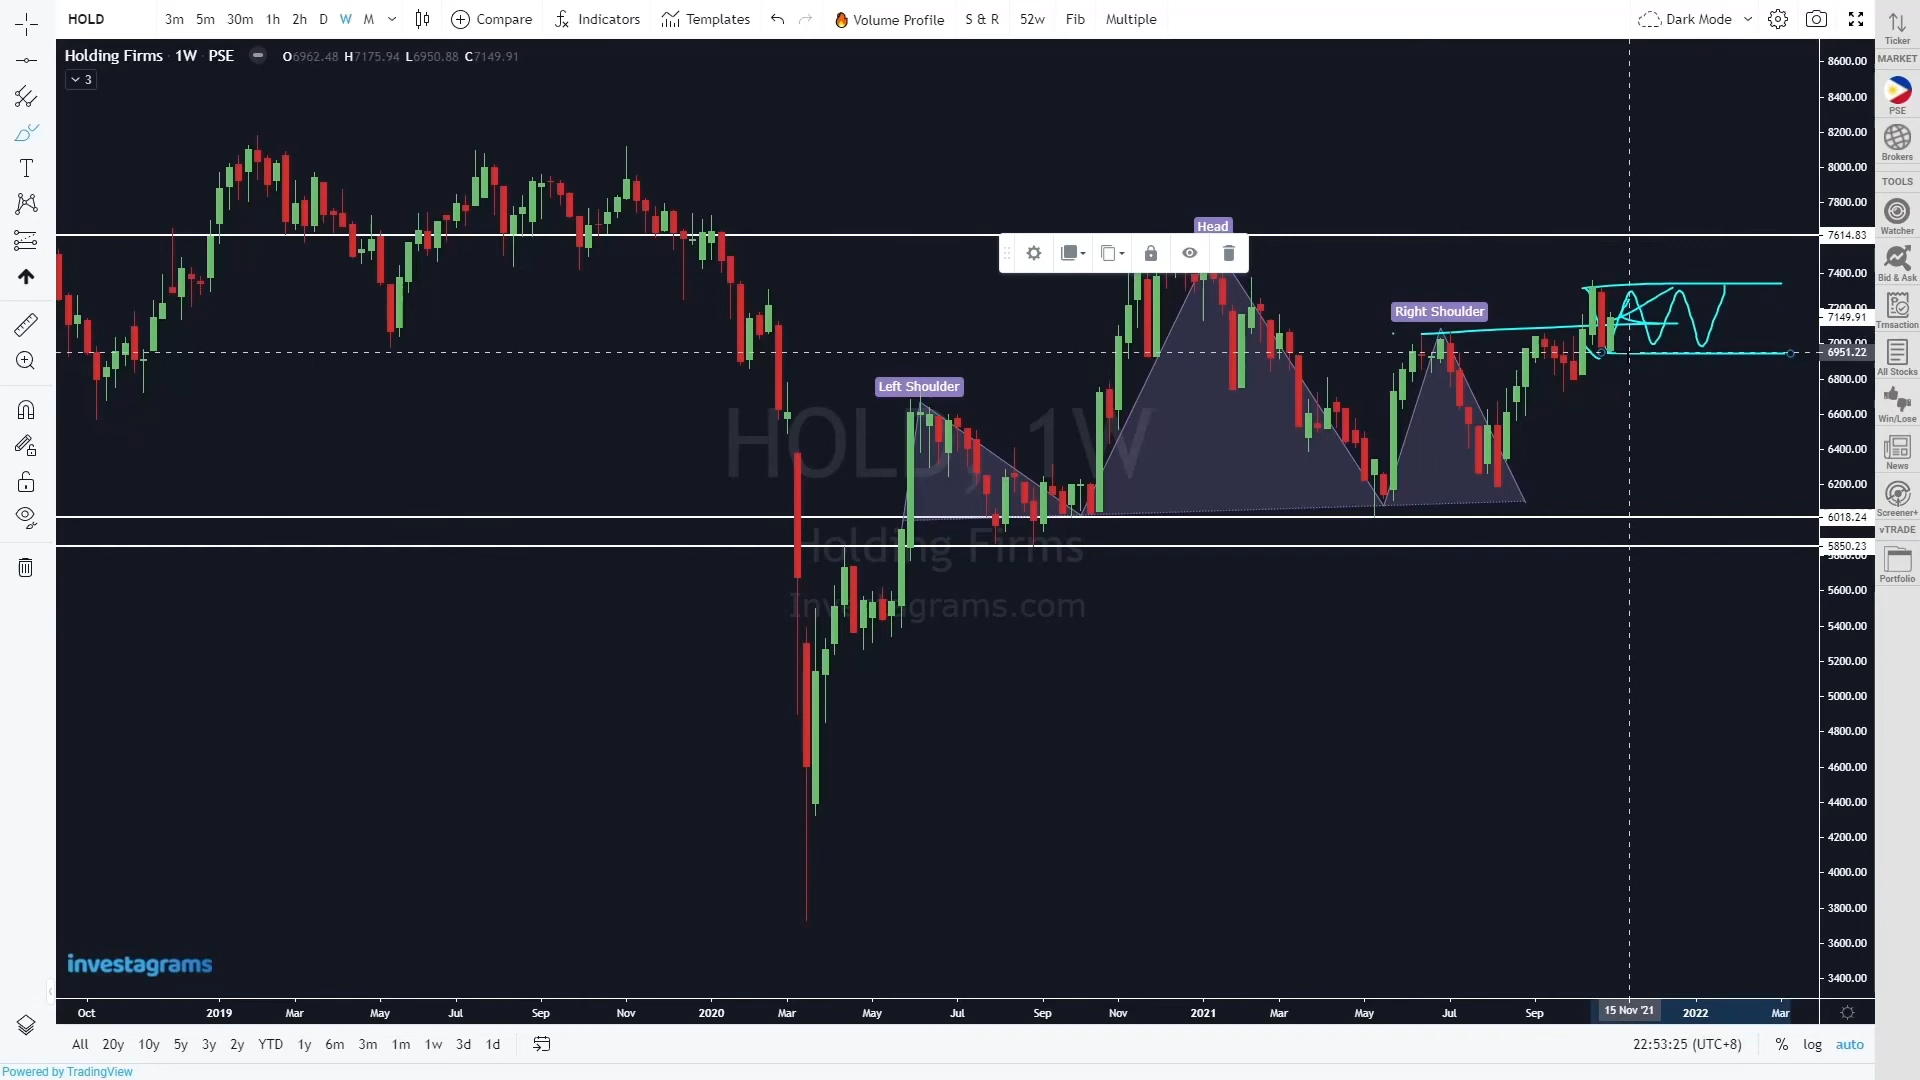 HOLD 3m 5m 30m 1h 2h D W M Compare Indicators Templates Volume Profile S & R 52w Fib Multiple Dark Mode
Holding Firms 1W PSE O6962.48 H7175.94 L6950.88 C7149.91
3
Head
Right Shoulder
Left Shoulder
HOLD, 1W
Holding Firms
Investagrams.com
investagrams
8600.00
8400.00
8200.00
8000.00
7800.00
7614.83
7400.00
7200.00
7149.91
7000.00
6951.22
6800.00
6600.00
6400.00
6200.00
6018.24
5850.23
5800.00
5600.00
5400.00
5200.00
5000.00
4800.00
4600.00
4400.00
4200.00
4000.00
3800.00
3600.00
3400.00
Oct 2019 Mar May Jul Sep Nov 2020 Mar May Jul Sep Nov 2021 Mar May Jul Sep 15 Nov '21 2022 Mar
All 20y 10y 5y 3y 2y YTD 1y 6m 3m 1m 1w 3d 1d 22:53:25 (UTC+8) % log auto
Powered by TradingView
Ticker
MARKET
PSE
Brokers
TOOLS
Watcher
Bid & Ask
Trnsaction
All Stocks
Win/Lose
News
Screener+
vTRADE
Portfolio